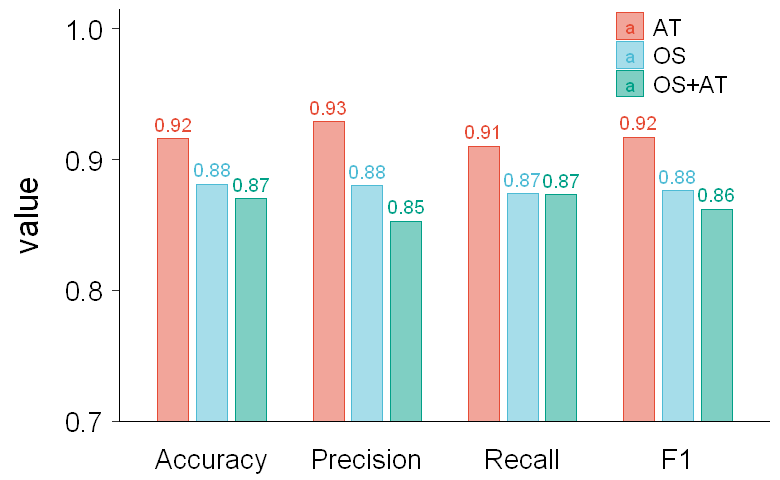 1.0
0.9
0.8
0.7
value
a AT
a OS
a OS+AT
0.92
0.88
0.87
0.93
0.88
0.85
0.91
0.87
0.87
0.92
0.88
0.86
Accuracy
Precision
Recall
F1